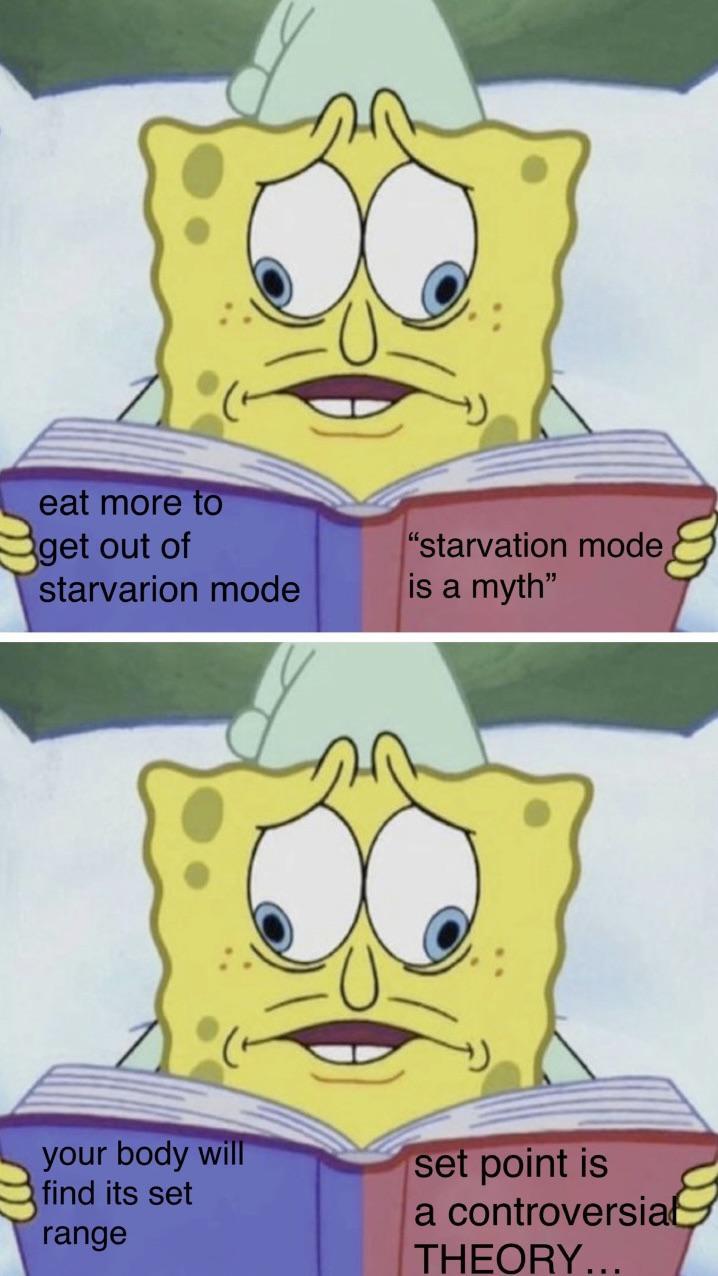 eat more to
get out of
starvarion mode
“starvation mode
is a myth”
your body will
find its set
range
set point is
a controversial
THEORY...